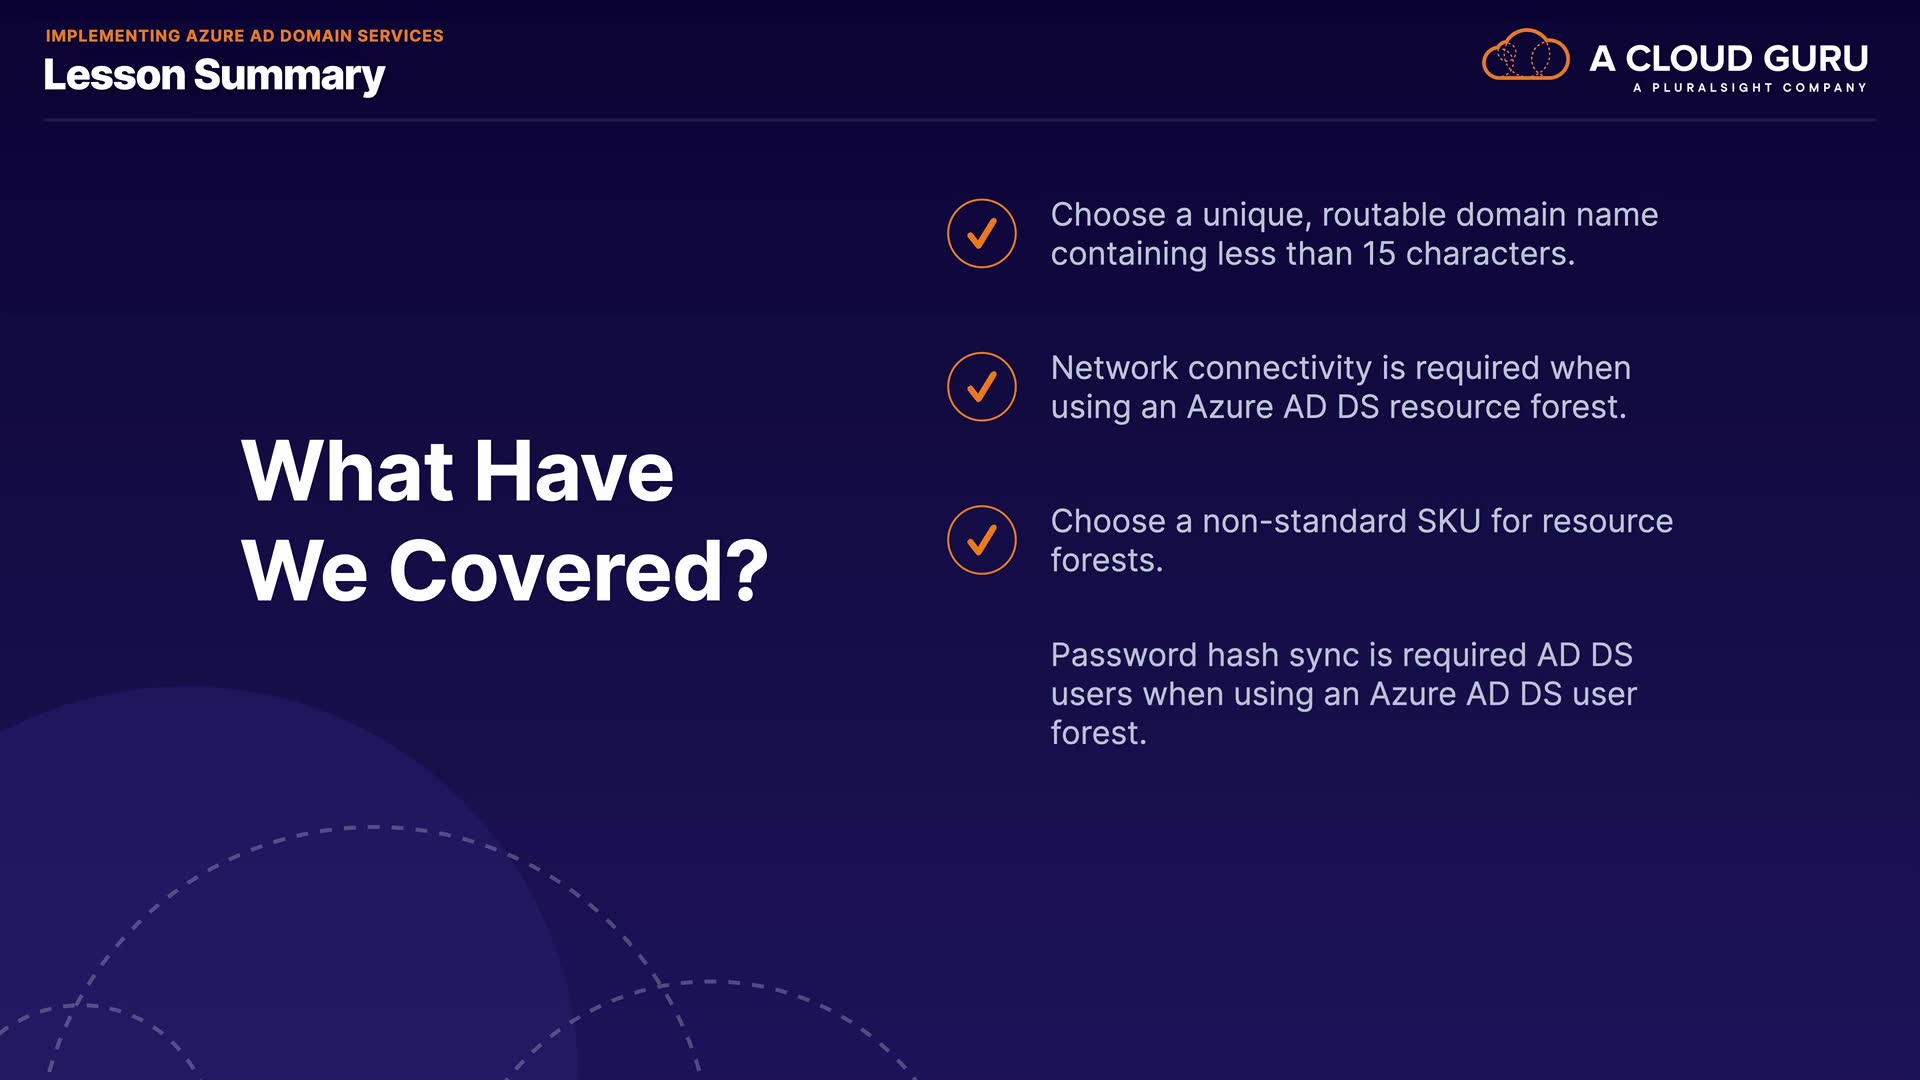 IMPLEMENTING AZURE AD DOMAIN SERVICES
Lesson Summary
A CLOUD GURU
A PLURALSIGHT COMPANY
What Have
We Covered?
Choose a unique, routable domain name
containing less than 15 characters.
Network connectivity is required when
using an Azure AD DS resource forest.
Choose a non-standard SKU for resource
forests.
Password hash sync is required AD DS
users when using an Azure AD DS user
forest.